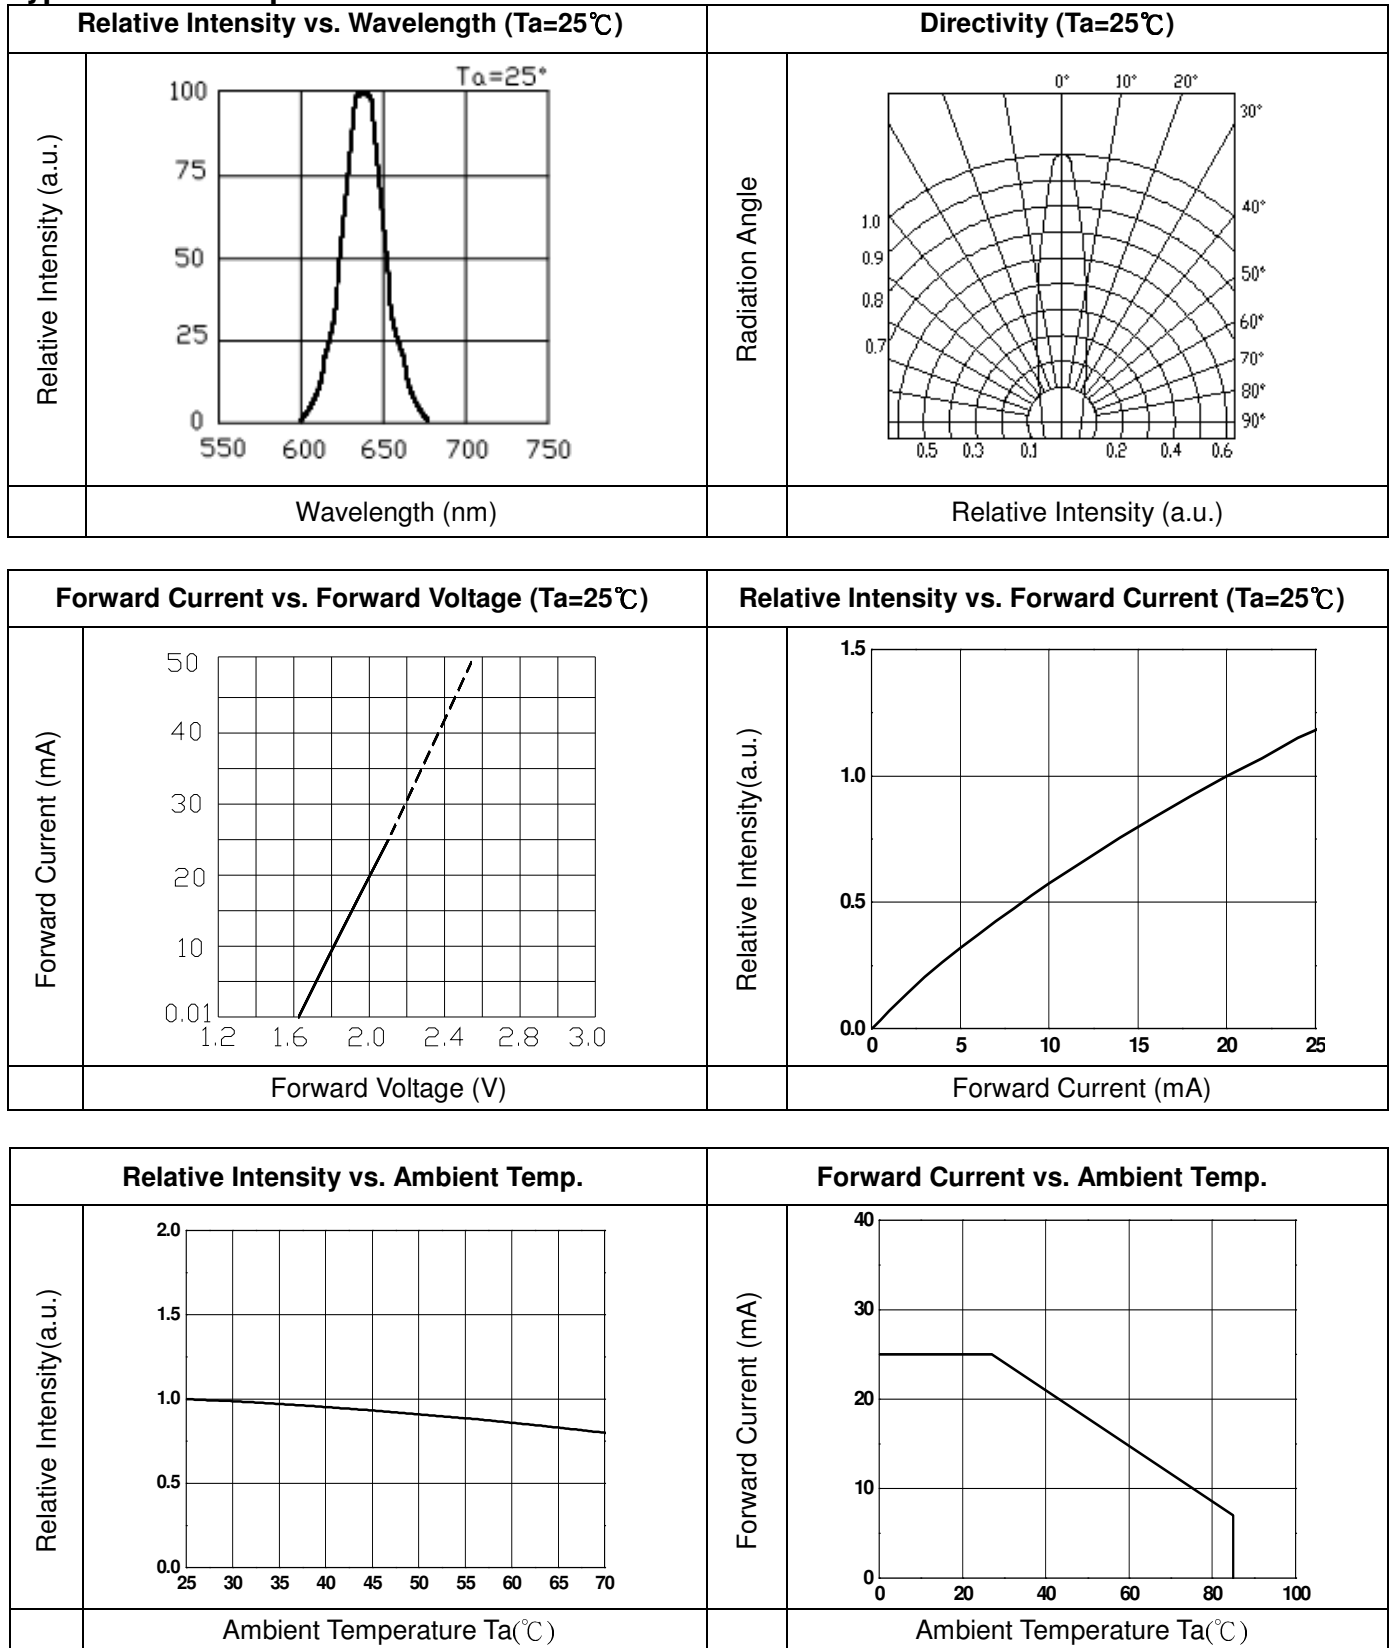 Relative Intensity vs. Wavelength (Ta=25℃)
Directivity (Ta=25℃)
Relative Intensity (a.u.)
Ta=25°
100
75
50
25
0
550 600 650 700 750
Wavelength (nm)
Radiation Angle
0° 10° 20°
30°
40°
50°
60°
70°
80°
90°
1.0
0.9
0.8
0.7
0.5 0.3 0.1 0.2 0.4 0.6
Relative Intensity (a.u.)
Forward Current vs. Forward Voltage (Ta=25℃)
Relative Intensity vs. Forward Current (Ta=25℃)
Forward Current (mA)
50
40
30
20
10
0.01
1.2 1.6 2.0 2.4 2.8 3.0
Forward Voltage (V)
Relative Intensity(a.u.)
1.5
1.0
0.5
0.0
0 5 10 15 20 25
Forward Current (mA)
Relative Intensity vs. Ambient Temp.
Forward Current vs. Ambient Temp.
Relative Intensity(a.u.)
2.0
1.5
1.0
0.5
0.0
25 30 35 40 45 50 55 60 65 70
Ambient Temperature Ta(℃)
Forward Current (mA)
40
30
20
10
0
0 20 40 60 80 100
Ambient Temperature Ta(℃)